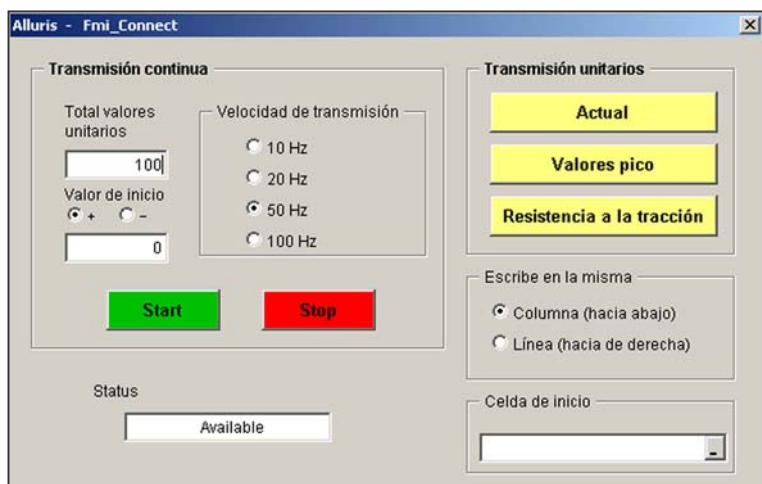 Alluris - Fmi_Connect
Transmisión continua
Total valores
unitarios
100
Valor de inicio
+ -
0
Velocidad de transmisión
10 Hz
20 Hz
50 Hz
100 Hz
Start
Stop
Status
Available
Transmisión unitarios
Actual
Valores pico
Resistencia a la tracción
Escribe en la misma
Columna (hacia abajo)
Línea (hacia de derecha)
Celda de inicio